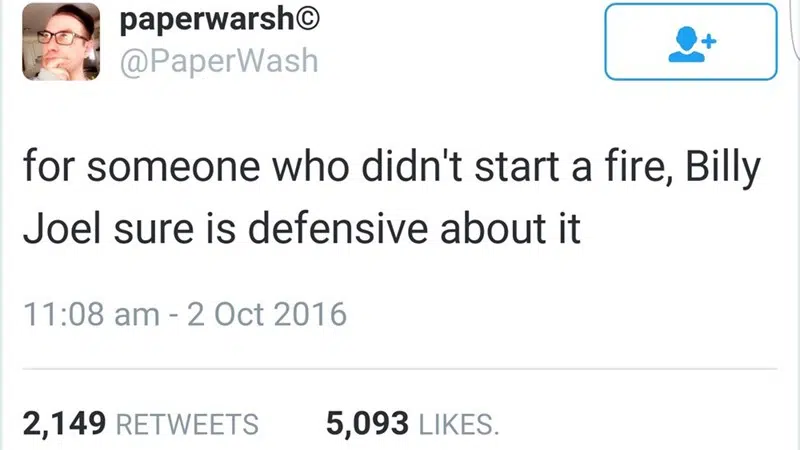 paperwarsh©
@PaperWash
for someone who didn't start a fire, Billy
Joel sure is defensive about it
11:08 am - 2 Oct 2016
2,149 RETWEETS 5,093 LIKES.